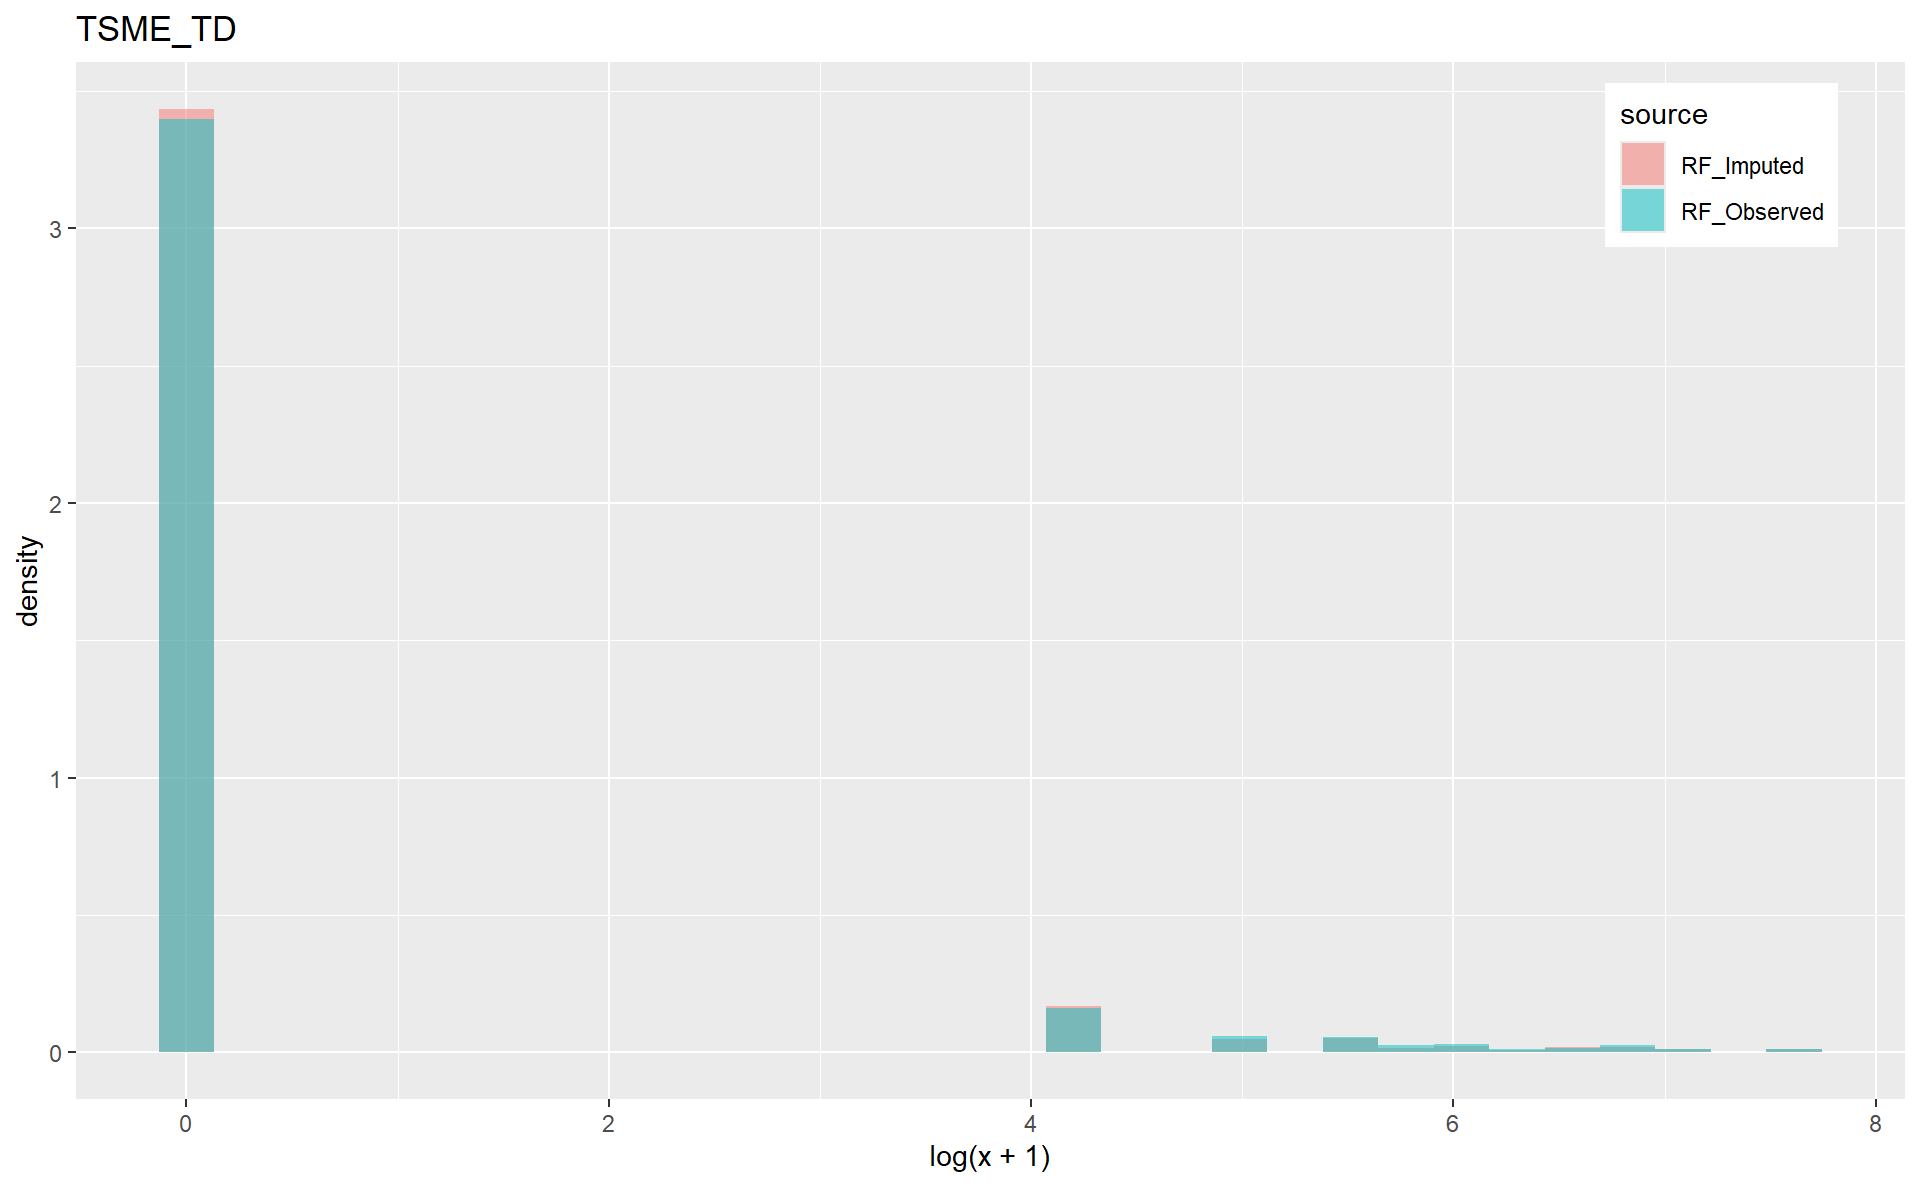 TSME_TD
source
RF_Imputed
RF_Observed
density
3
2
1
0
0 2 4 6 8
log(x + 1)